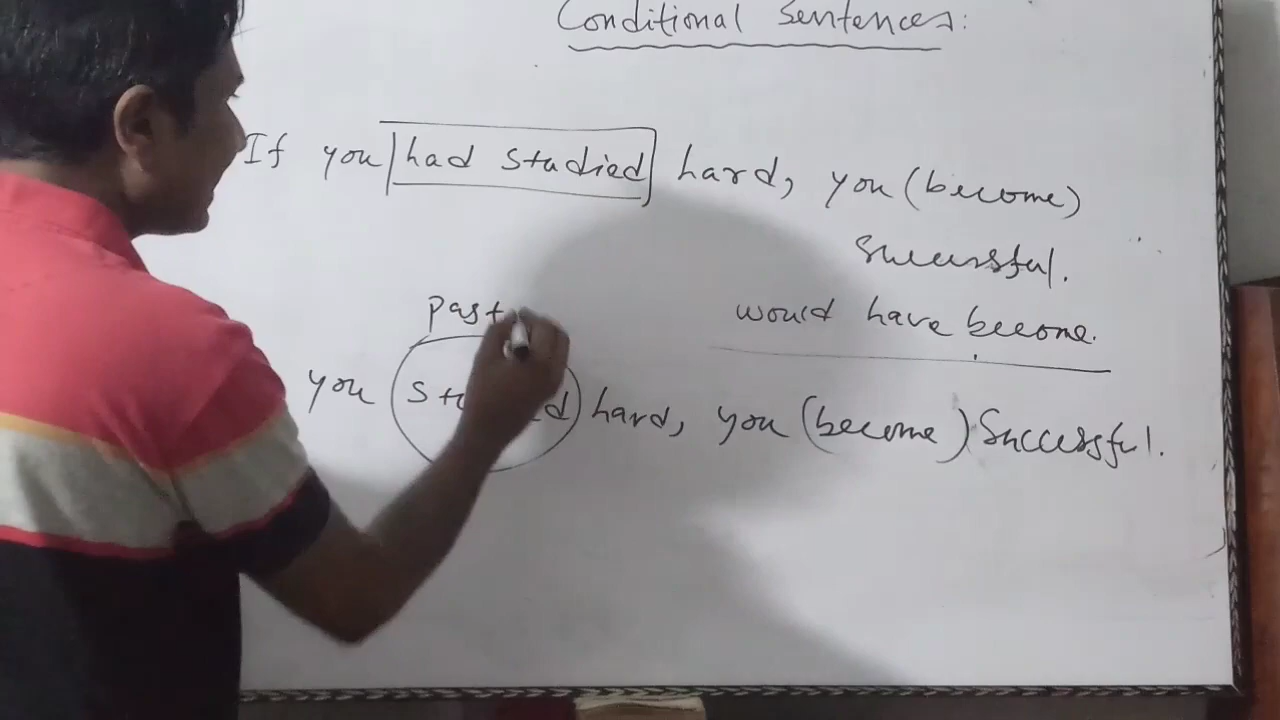 Conditional Sentences:
If you had studied hard, you (become)
successful.
would have become.
past
you hard, you (become) Successful.